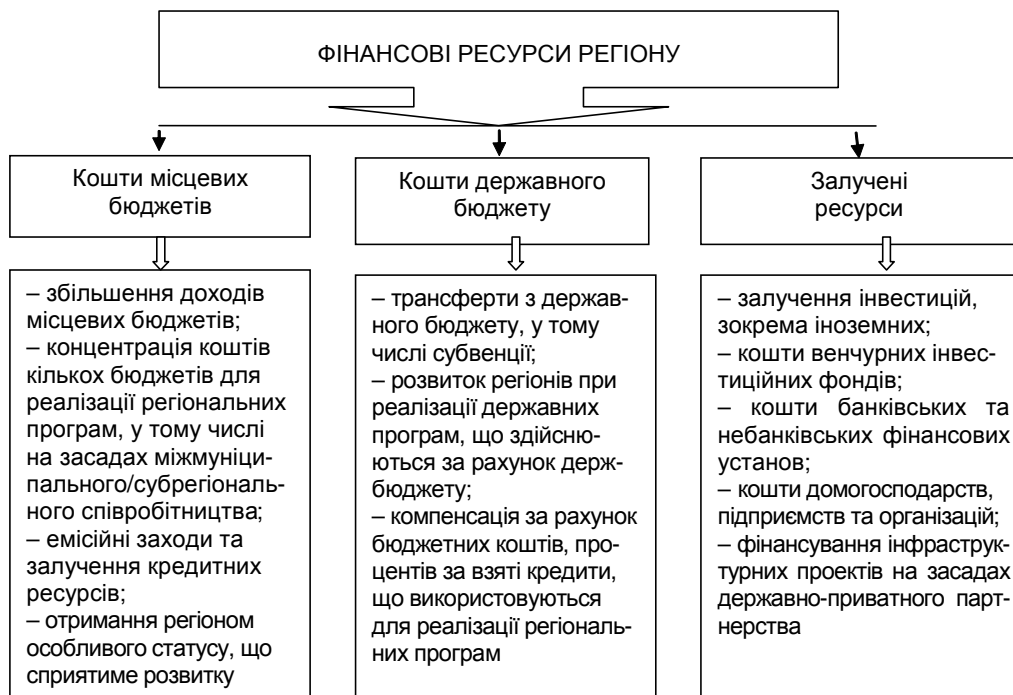 ФІНАНСОВІ РЕСУРСИ РЕГІОНУ
Кошти місцевих
бюджетів
Кошти державного
бюджету
Залучені
ресурси
– збільшення доходів
місцевих бюджетів;
– концентрація коштів
кількох бюджетів для
реалізації регіональних
програм, у тому числі
на засадах міжмуніци-
пального/субрегіональ-
ного співробітництва;
– емісійні заходи та
залучення кредитних
ресурсів;
– отримання регіоном
особливого статусу, що
сприятиме розвитку
– трансферти з держав-
ного бюджету, у тому
числі субвенції;
– розвиток регіонів при
реалізації державних
програм, що здійсню-
ються за рахунок держ-
бюджету;
– компенсація за рахунок
бюджетних коштів, про-
центів за взяті кредити,
що використовуються
для реалізації регіональ-
них програм
– залучення інвестицій,
зокрема іноземних;
– кошти венчурних інвес-
тиційних фондів;
– кошти банківських та
небанківських фінансових
установ;
– кошти домогосподарств,
підприємств та організацій;
– фінансування інфраструк-
турних проектів на засадах
державно-приватного парт-
нерства